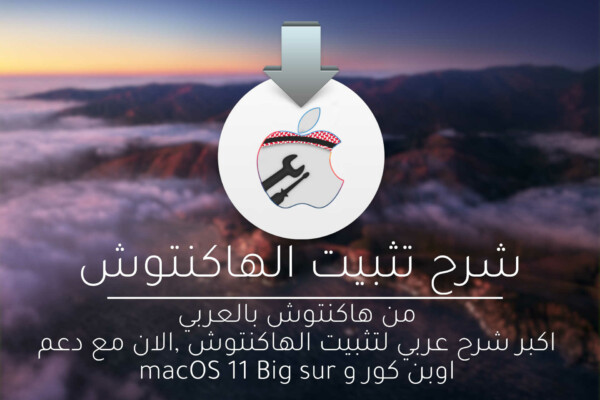 شرح تثبيت الهاكنتوش
من هاكنتوش بالعربي
اكبر شرح عربي لتثبيت الهاكنتوش ,الان مع دعم
اوبن كور و macOS 11 Big sur